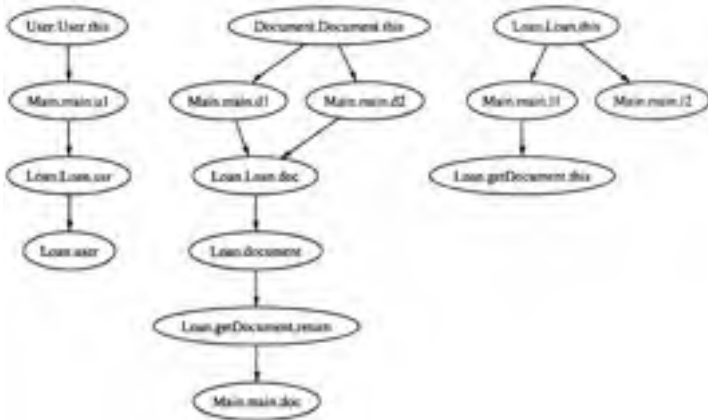 User.User.this
Document.Document.this
Loan.Loan.this
Main.main.u1
Main.main.d1
Main.main.d2
Main.main.l1
Main.main.l2
Loan.Loan.usr
Loan.Loan.doc
Loan.getDocument.this
Loan.user
Loan.document
Loan.getDocument.return
Main.main.doc